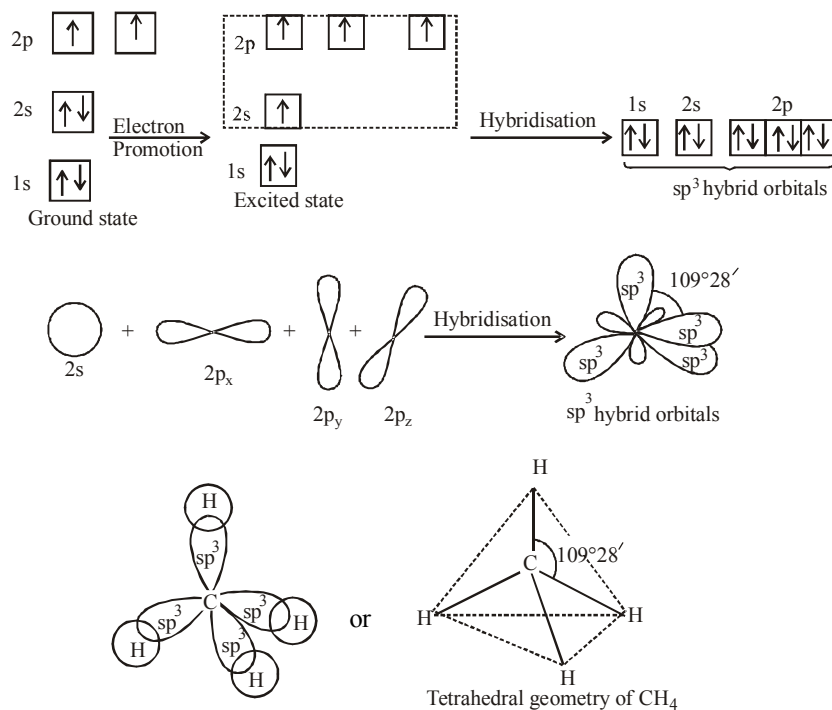 2p ↑ ↑
2s ↑↓
1s ↑↓
Ground state
Electron
Promotion
2p ↑ ↑ ↑
2s ↑
1s ↑↓
Excited state
Hybridisation
1s 2s 2p
↑↓ ↑↓ ↑↓ ↑↓ ↑↓
sp³ hybrid orbitals
2s + 2pₓ + 2p_y + 2p_z
Hybridisation
sp³ 109°28′
sp³ sp³
sp³
sp³ hybrid orbitals
H
sp³
C
sp³ sp³
H sp³ H
H
or
H
109°28′
C
H H
H
Tetrahedral geometry of CH₄